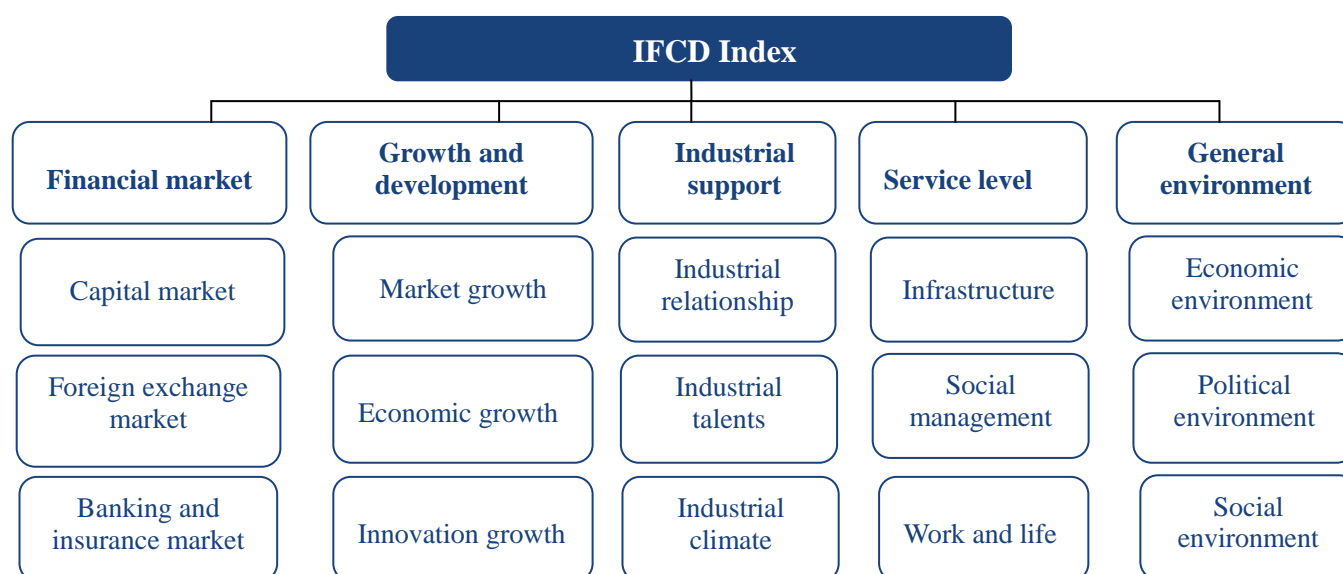 IFCD Index
Financial market
Growth and
development
Industrial
support
Service level
General
environment
Capital market
Market growth
Industrial
relationship
Infrastructure
Economic
environment
Foreign exchange
market
Economic growth
Industrial
talents
Social
management
Political
environment
Banking and
insurance market
Innovation growth
Industrial
climate
Work and life
Social
environment